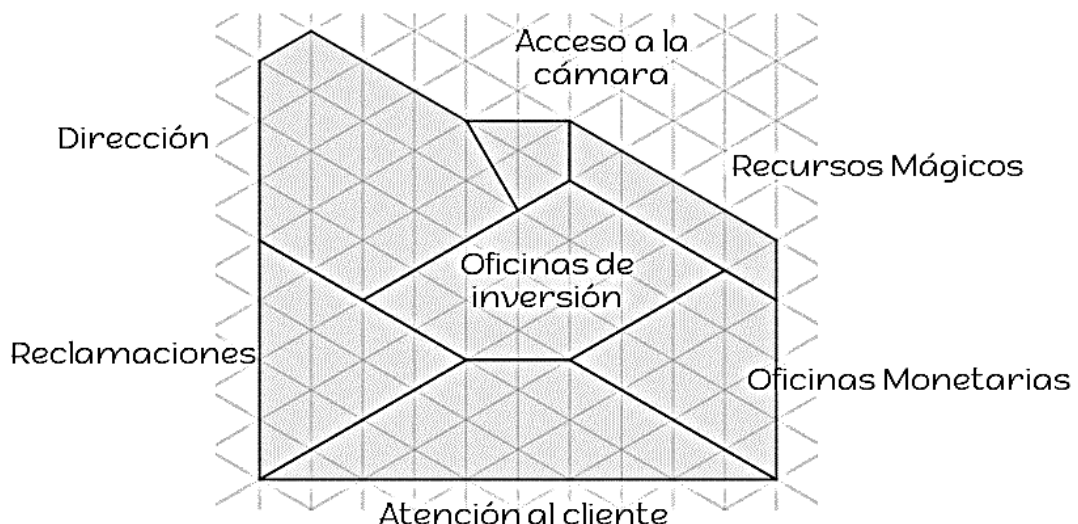 Acceso a la
cámara
Dirección
Recursos Mágicos
Oficinas de
inversión
Reclamaciones
Oficinas Monetarias
Atención al cliente